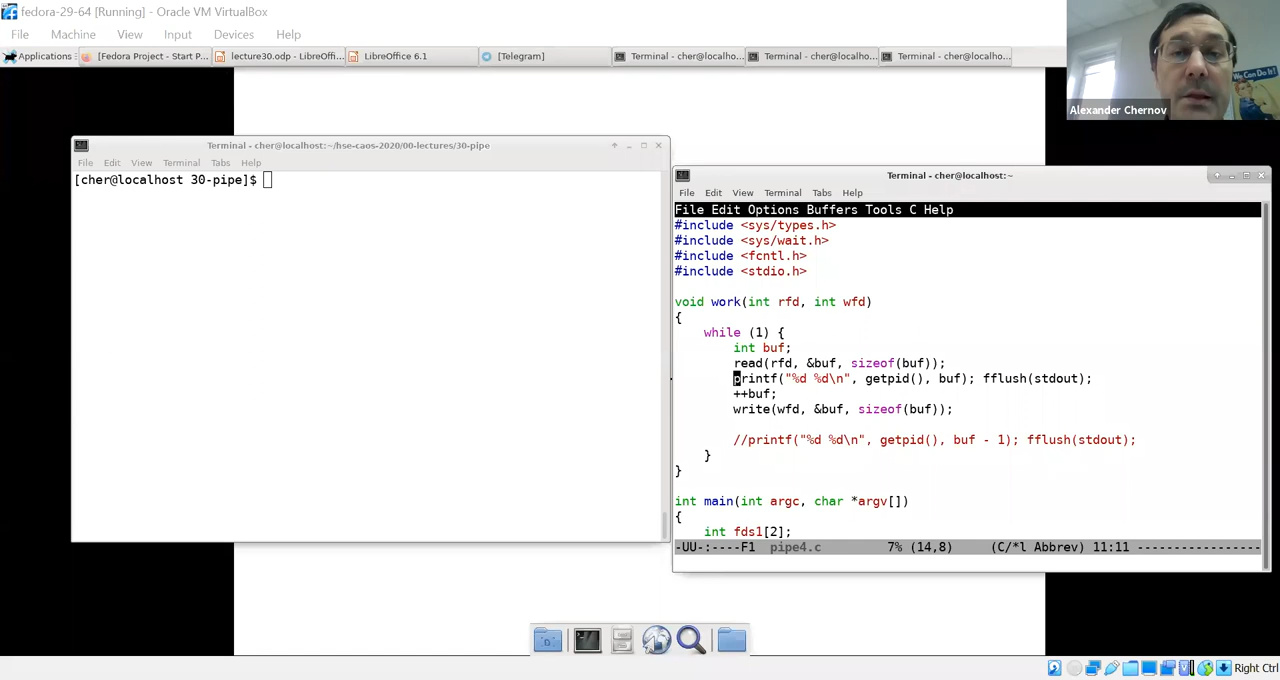 fedora-29-64 [Running] - Oracle VM VirtualBox
File Machine View Input Devices Help
Applications [Fedora Project - Start P... lecture30.odp - LibreOffi... LibreOffice 6.1 [Telegram] Terminal - cher@localho... Terminal - cher@localho... Terminal - cher@localho...
We Can Do It!
Alexander Chernov
Terminal - cher@localhost:~/hse-caos-2020/00-lectures/30-pipe
File Edit View Terminal Tabs Help
[cher@localhost 30-pipe]$
Terminal - cher@localhost:~
File Edit View Terminal Tabs Help
File Edit Options Buffers Tools C Help
#include <sys/types.h>
#include <sys/wait.h>
#include <fcntl.h>
#include <stdio.h>
void work(int rfd, int wfd)
{
while (1) {
int buf;
read(rfd, &buf, sizeof(buf));
printf("%d %d\n", getpid(), buf); fflush(stdout);
++buf;
write(wfd, &buf, sizeof(buf));
//printf("%d %d\n", getpid(), buf - 1); fflush(stdout);
}
}
int main(int argc, char *argv[])
{
int fds1[2];
-UU-:----F1 pipe4.c 7% (14,8) (C/*l Abbrev) 11:11 -----------------
Right Ctrl